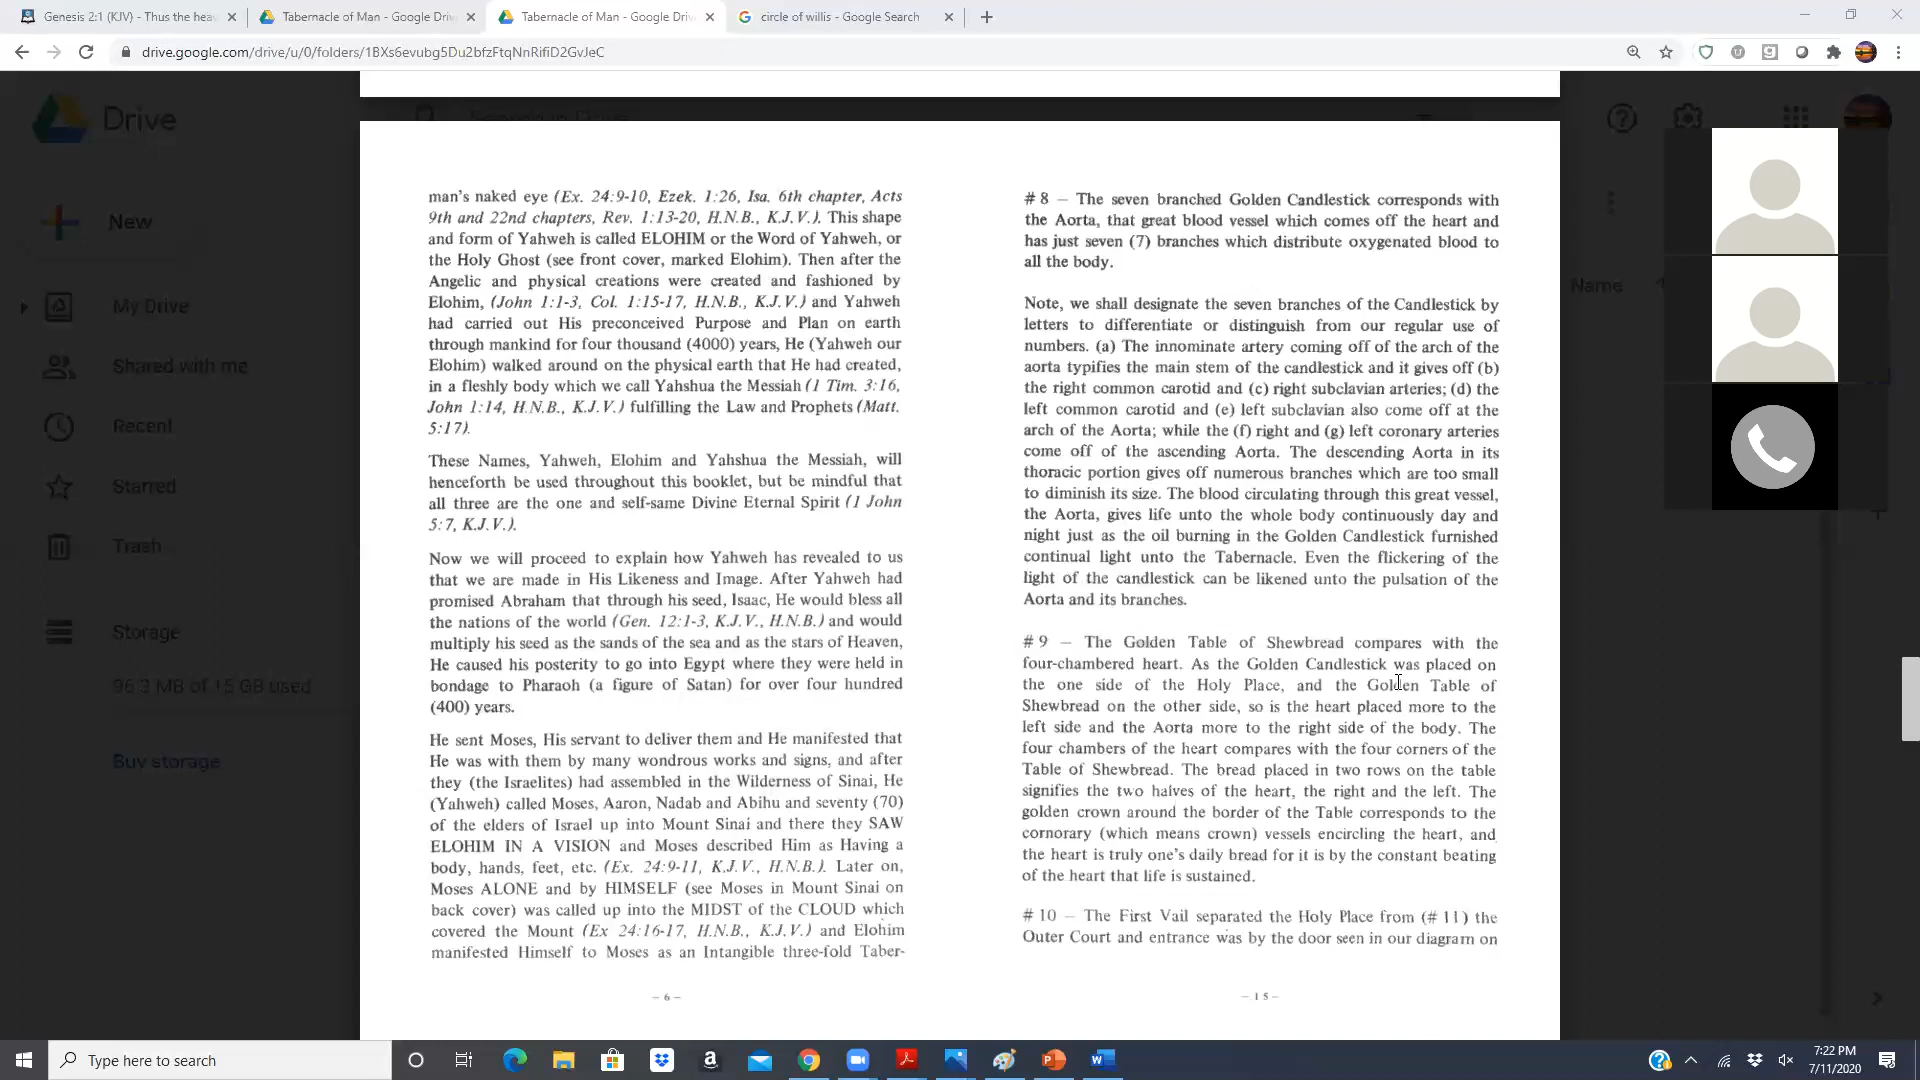 Genesis 2:1 (KJV) - Thus the hea
Tabernacle of Man - Google Drive
Tabernacle of Man - Google Driv
circle of willis - Google Search
drive.google.com/drive/u/0/folders/1BXs6evubg5Du2bfzFtqNnRifiD2GvJeC
Drive
New
My Drive
Shared with me
Recent
Starred
Trash
Storage
96.3 MB of 15 GB used
Buy storage
Name
man's naked eye (Ex. 24:9-10, Ezek. 1:26, Isa. 6th chapter, Acts
9th and 22nd chapters, Rev. 1:13-20, H.N.B., K.J.V.). This shape
and form of Yahweh is called ELOHIM or the Word of Yahweh, or
the Holy Ghost (see front cover, marked Elohim). Then after the
Angelic and physical creations were created and fashioned by
Elohim, (John 1:1-3, Col. 1:15-17, H.N.B., K.J.V.) and Yahweh
had carried out His preconceived Purpose and Plan on earth
through mankind for four thousand (4000) years, He (Yahweh our
Elohim) walked around on the physical earth that He had created,
in a fleshly body which we call Yahshua the Messiah (1 Tim. 3:16,
John 1:14, H.N.B., K.J.V.) fulfilling the Law and Prophets (Matt.
5:17).
These Names, Yahweh, Elohim and Yahshua the Messiah, will
henceforth be used throughout this booklet, but be mindful that
all three are the one and self-same Divine Eternal Spirit (1 John
5:7, K.J.V.).
Now we will proceed to explain how Yahweh has revealed to us
that we are made in His Likeness and Image. After Yahweh had
promised Abraham that through his seed, Isaac, He would bless all
the nations of the world (Gen. 12:1-3, K.J.V., H.N.B.) and would
multiply his seed as the sands of the sea and as the stars of Heaven,
He caused his posterity to go into Egypt where they were held in
bondage to Pharaoh (a figure of Satan) for over four hundred
(400) years.
He sent Moses, His servant to deliver them and He manifested that
He was with them by many wondrous works and signs, and after
they (the Israelites) had assembled in the Wilderness of Sinai, He
(Yahweh) called Moses, Aaron, Nadab and Abihu and seventy (70)
of the elders of Israel up into Mount Sinai and there they SAW
ELOHIM IN A VISION and Moses described Him as Having a
body, hands, feet, etc. (Ex. 24:9-11, K.J.V., H.N.B.). Later on,
Moses ALONE and by HIMSELF (see Moses in Mount Sinai on
back cover) was called up into the MIDST of the CLOUD which
covered the Mount (Ex 24:16-17, H.N.B., K.J.V.) and Elohim
manifested Himself to Moses as an Intangible three-fold Taber-
– 6 –
# 8 – The seven branched Golden Candlestick corresponds with
the Aorta, that great blood vessel which comes off the heart and
has just seven (7) branches which distribute oxygenated blood to
all the body.
Note, we shall designate the seven branches of the Candlestick by
letters to differentiate or distinguish from our regular use of
numbers. (a) The innominate artery coming off of the arch of the
aorta typifies the main stem of the candlestick and it gives off (b)
the right common carotid and (c) right subclavian arteries; (d) the
left common carotid and (e) left subclavian also come off at the
arch of the Aorta; while the (f) right and (g) left coronary arteries
come off of the ascending Aorta. The descending Aorta in its
thoracic portion gives off numerous branches which are too small
to diminish its size. The blood circulating through this great vessel,
the Aorta, gives life unto the whole body continuously day and
night just as the oil burning in the Golden Candlestick furnished
continual light unto the Tabernacle. Even the flickering of the
light of the candlestick can be likened unto the pulsation of the
Aorta and its branches.
# 9 – The Golden Table of Shewbread compares with the
four-chambered heart. As the Golden Candlestick was placed on
the one side of the Holy Place, and the Golden Table of
Shewbread on the other side, so is the heart placed more to the
left side and the Aorta more to the right side of the body. The
four chambers of the heart compares with the four corners of the
Table of Shewbread. The bread placed in two rows on the table
signifies the two halves of the heart, the right and the left. The
golden crown around the border of the Table corresponds to the
cornorary (which means crown) vessels encircling the heart, and
the heart is truly one's daily bread for it is by the constant beating
of the heart that life is sustained.
# 10 – The First Vail separated the Holy Place from (# 11) the
Outer Court and entrance was by the door seen in our diagram on
– 15 –
Type here to search
7:22 PM
7/11/2020